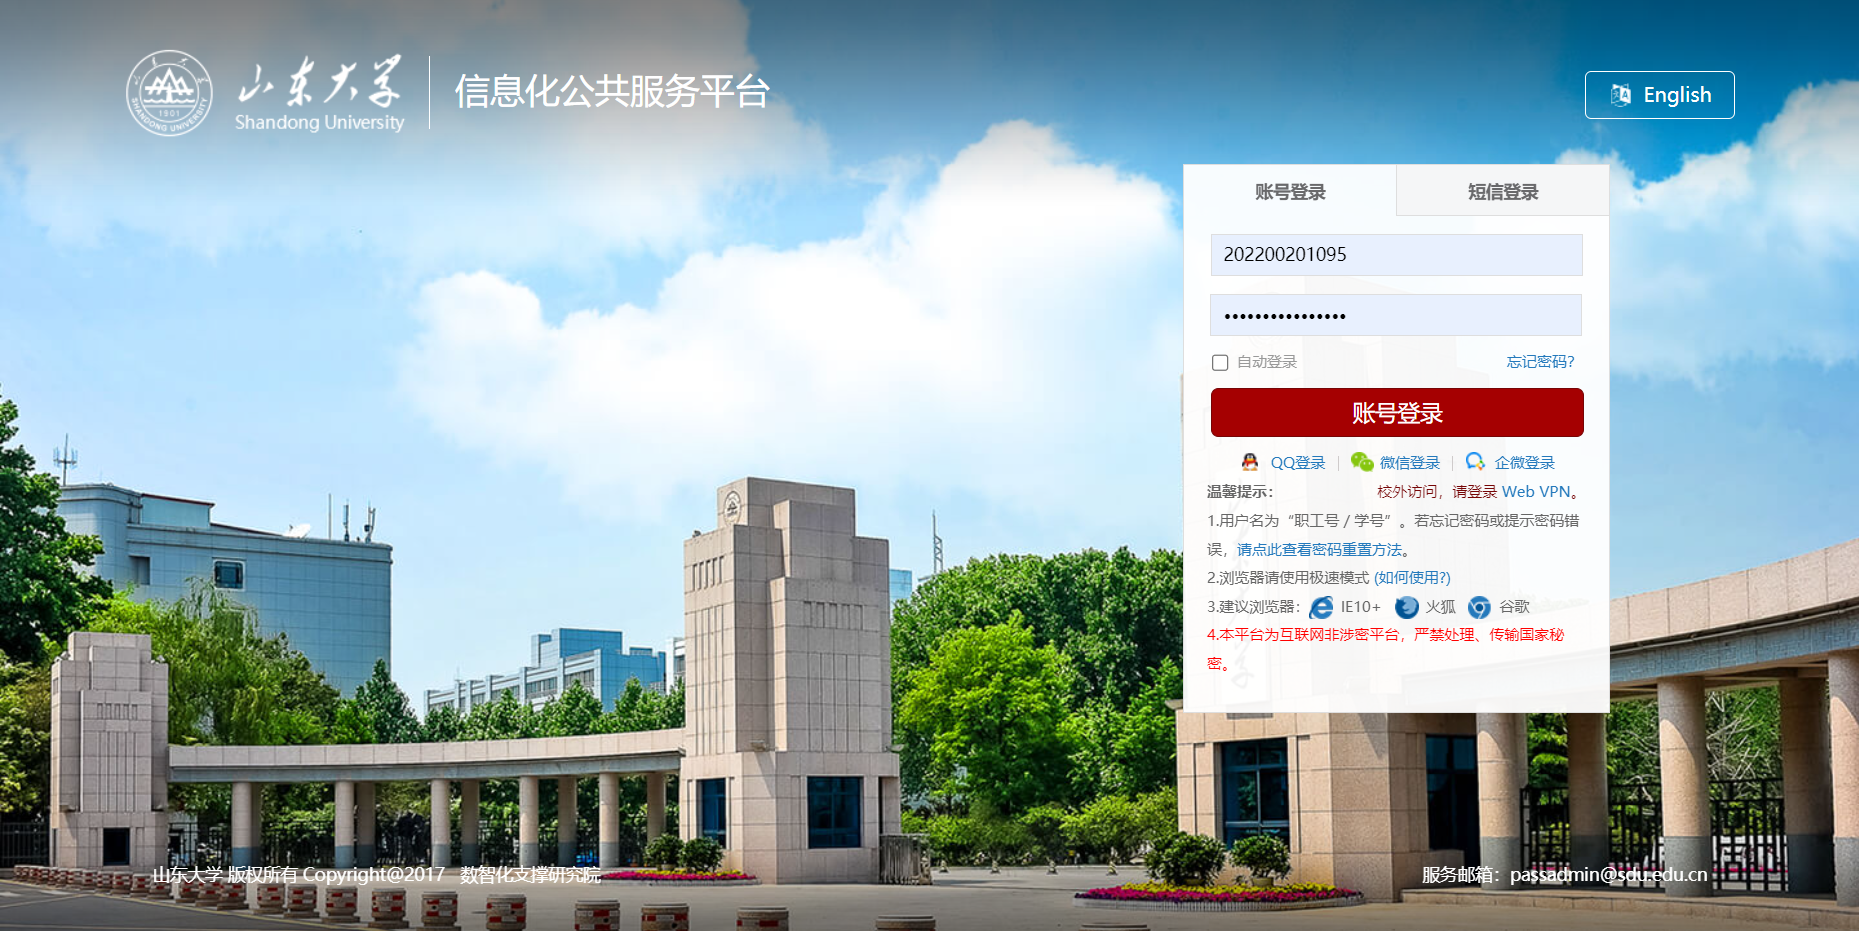 山东大学
Shandong University
SHANDONG UNIVERSITY
1901
信息化公共服务平台
English
账号登录
短信登录
202200201095
••••••••••••••••
自动登录
忘记密码?
账号登录
QQ登录
微信登录
企微登录
温馨提示：
校外访问，请登录 Web VPN。
1.用户名为“职工号 / 学号”。若忘记密码或提示密码错
误，请点此查看密码重置方法。
2.浏览器请使用极速模式 (如何使用?)
3.建议浏览器： IE10+ 火狐 谷歌
4.本平台为互联网非涉密平台，严禁处理、传输国家秘
密。
山东大学 版权所有 Copyright@2017 数智化支撑研究院
服务邮箱：passadmin@sdu.edu.cn